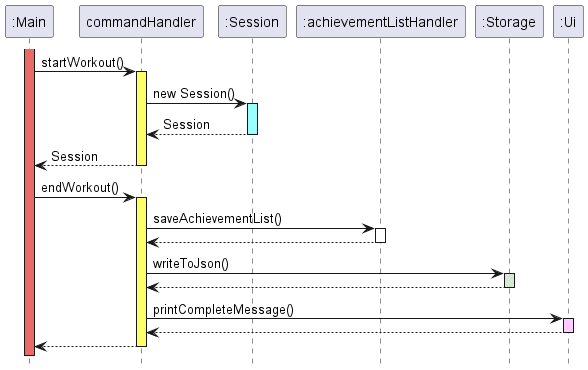 :Main
commandHandler
:Session
:achievementListHandler
:Storage
:Ui
startWorkout()
new Session()
Session
Session
endWorkout()
saveAchievementList()
writeToJson()
printCompleteMessage()